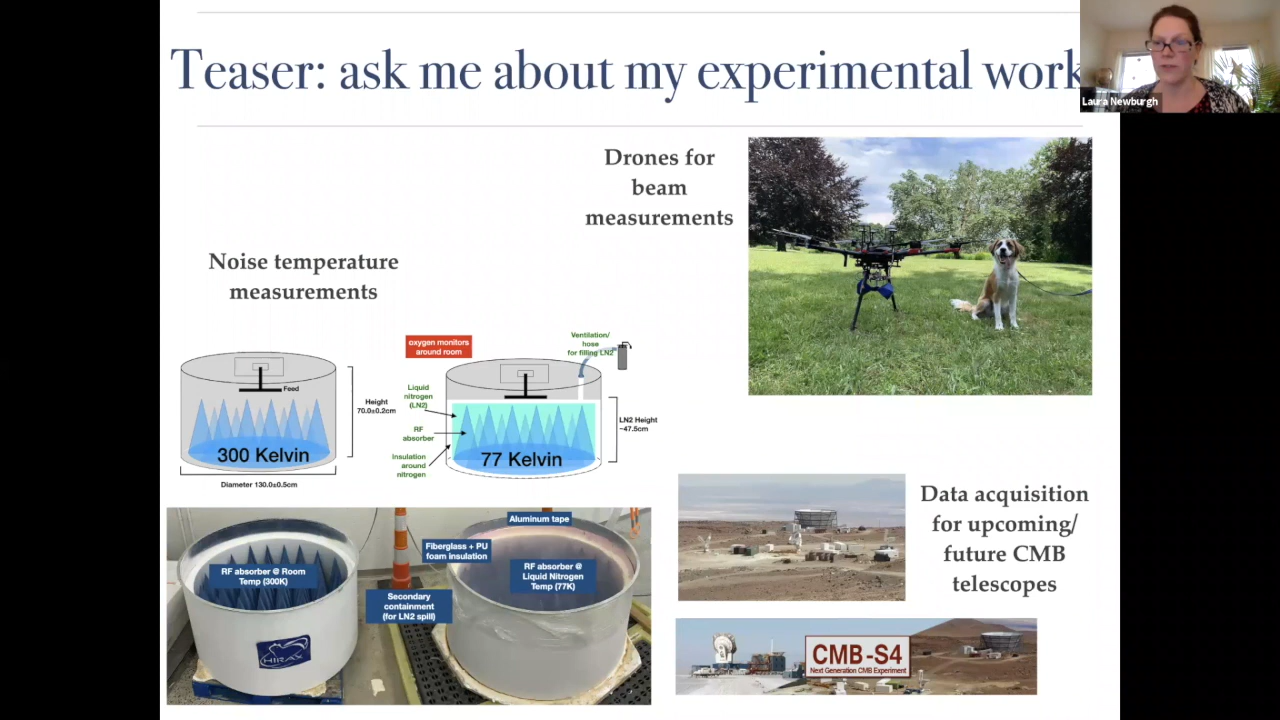 Teaser: ask me about my experimental work
Laura Newburgh
Drones for
beam
measurements
Noise temperature
measurements
Feed
Height
70.0±0.2cm
300 Kelvin
Diameter 130.0±0.5cm
oxygen monitors
around room
Ventilation/
hose
for filling LN2
Liquid
nitrogen
(LN2)
RF
absorber
Insulation
around
nitrogen
LN2 Height
~47.5cm
77 Kelvin
RF absorber @ Room
Temp (300K)
HIRAX
Aluminum tape
Fiberglass + PU
foam insulation
RF absorber @
Liquid Nitrogen
Temp (77K)
Secondary
containment
(for LN2 spill)
Data acquisition
for upcoming/
future CMB
telescopes
CMB-S4
Next Generation CMB Experiment